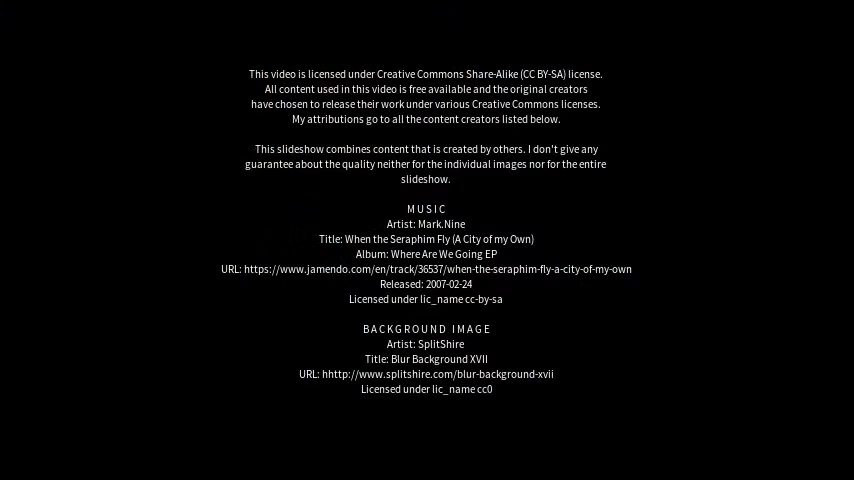 This video is licensed under Creative Commons Share-Alike (CC BY-SA) license.
All content used in this video is free available and the original creators
have chosen to release their work under various Creative Commons licenses.
My attributions go to all the content creators listed below.
This slideshow combines content that is created by others. I don't give any
guarantee about the quality neither for the individual images nor for the entire
slideshow.
MUSIC
Artist: Mark.Nine
Title: When the Seraphim Fly (A City of my Own)
Album: Where Are We Going EP
URL: https://www.jamendo.com/en/track/36537/when-the-seraphim-fly-a-city-of-my-own
Released: 2007-02-24
Licensed under lic_name cc-by-sa
BACKGROUND IMAGE
Artist: SplitShire
Title: Blur Background XVII
URL: hhttp://www.splitshire.com/blur-background-xvii
Licensed under lic_name cc0